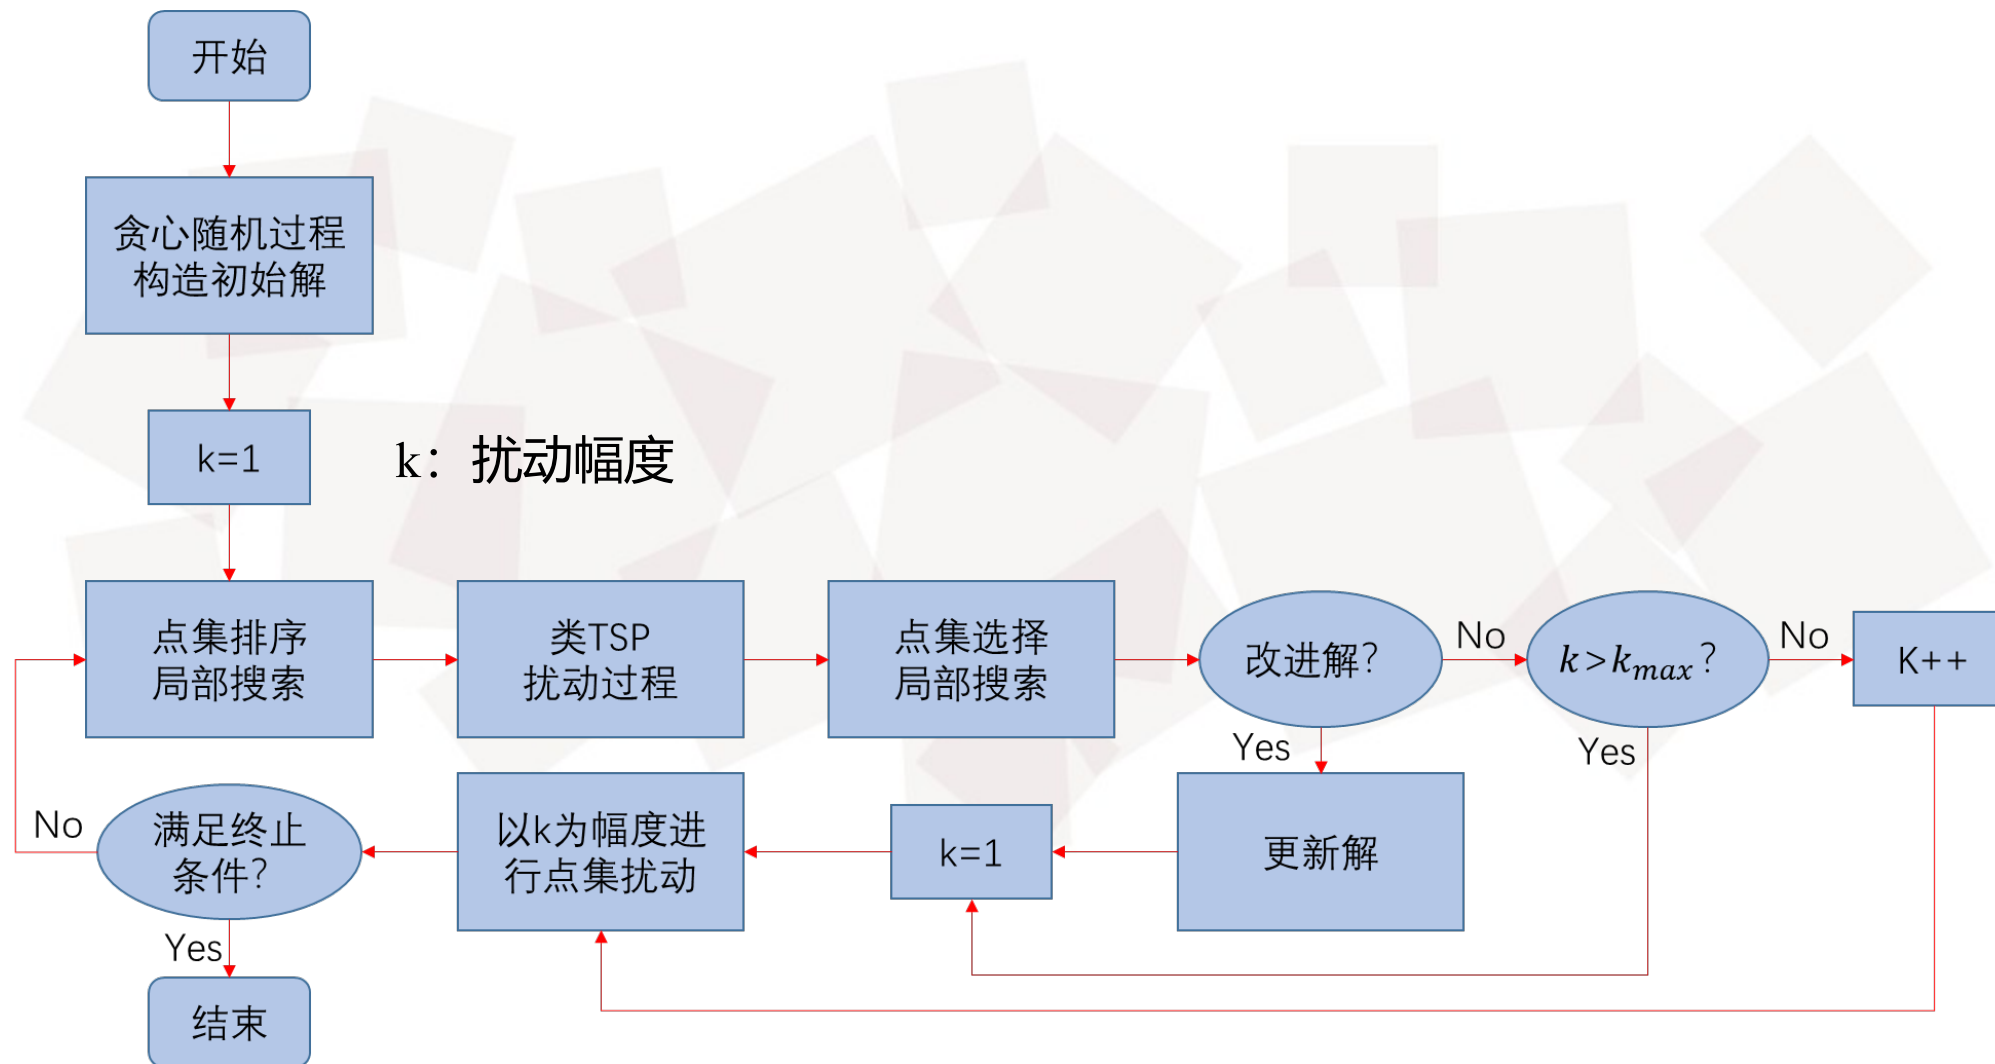 开始
贪心随机过程
构造初始解
k=1
k：扰动幅度
点集排序
局部搜索
类TSP
扰动过程
点集选择
局部搜索
改进解？
No
k>k_{max}？
No
K++
Yes
Yes
更新解
k=1
以k为幅度进
行点集扰动
满足终止
条件？
No
Yes
结束